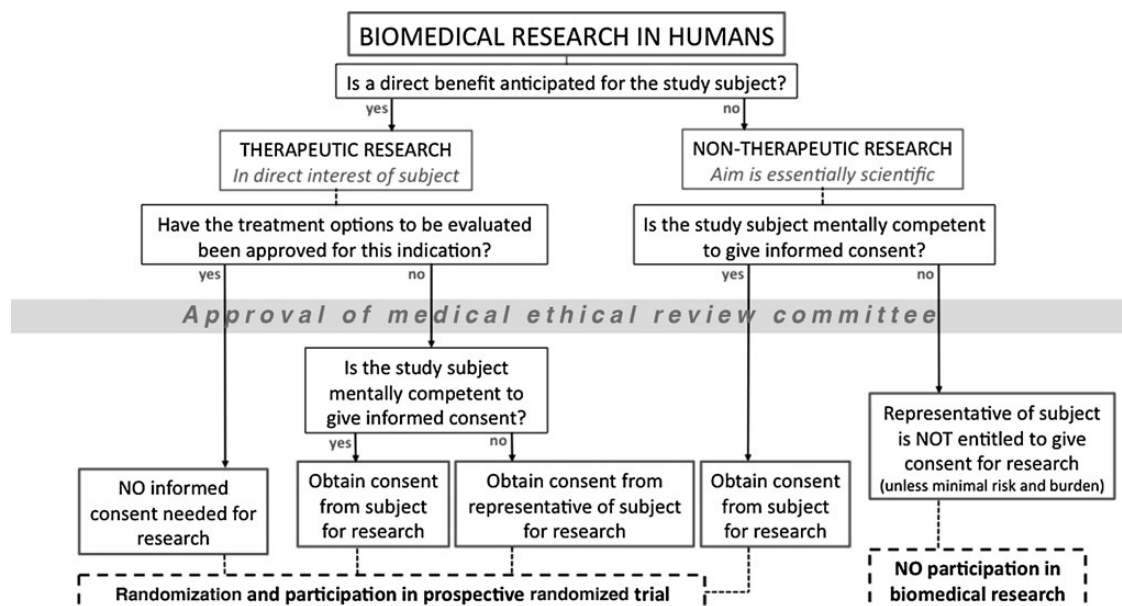 BIOMEDICAL RESEARCH IN HUMANS
Is a direct benefit anticipated for the study subject?
yes
no
THERAPEUTIC RESEARCH
In direct interest of subject
NON-THERAPEUTIC RESEARCH
Aim is essentially scientific
Have the treatment options to be evaluated
been approved for this indication?
Is the study subject mentally competent
to give informed consent?
yes
no
yes
no
Approval of medical ethical review committee
Is the study subject
mentally competent to
give informed consent?
yes
no
Representative of subject
is NOT entitled to give
consent for research
(unless minimal risk and burden)
NO informed
consent needed for
research
Obtain consent
from subject
for research
Obtain consent from
representative of subject
for research
Obtain consent
from subject
for research
Randomization and participation in prospective randomized trial
NO participation in
biomedical research